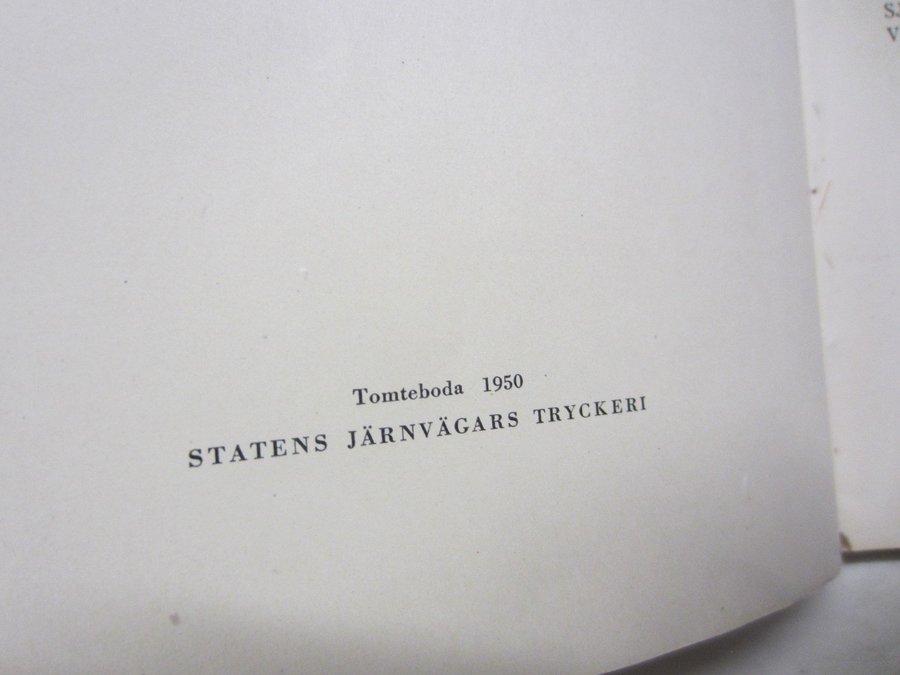 Tomteboda 1950
STATENS JÄRNVÄGARS TRYCKERI